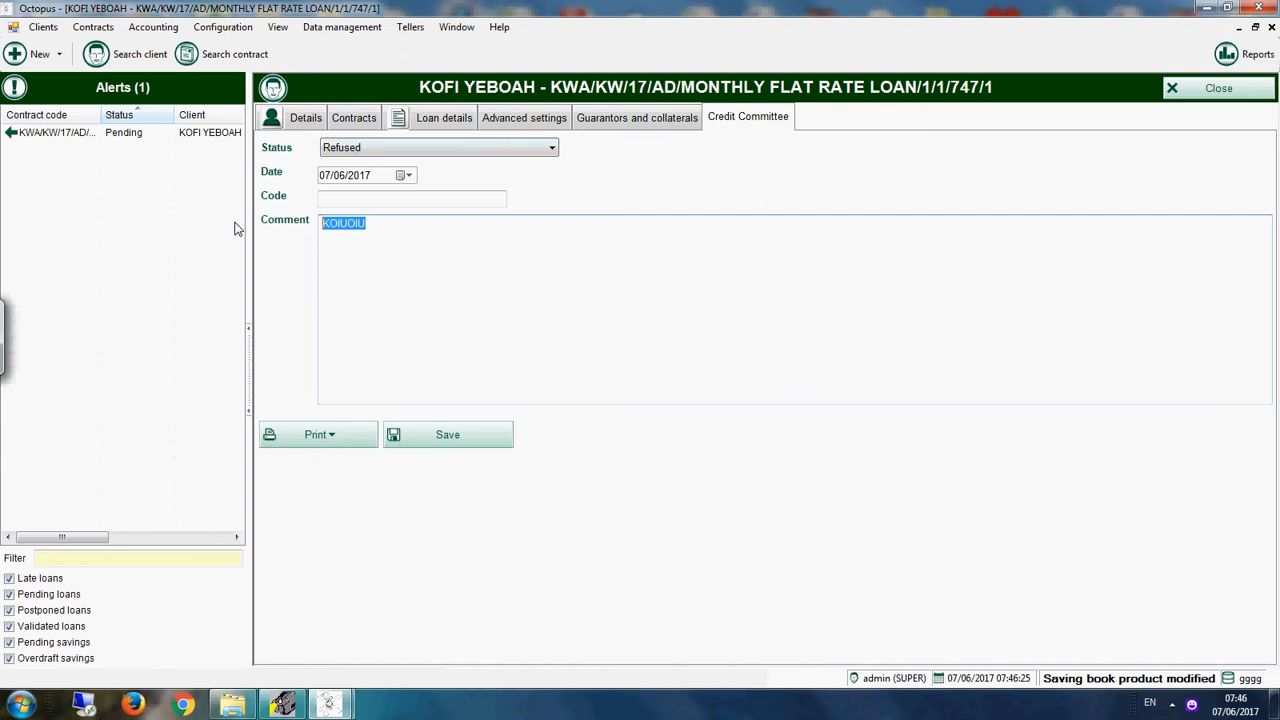 Octopus - [KOFI YEBOAH - KWA/KW/17/AD/MONTHLY FLAT RATE LOAN/1/1/747/1]
Clients Contracts Accounting Configuration View Data management Tellers Window Help
New Search client Search contract Reports
Alerts (1)
KOFI YEBOAH - KWA/KW/17/AD/MONTHLY FLAT RATE LOAN/1/1/747/1
Close
Contract code Status Client
KWA/KW/17/AD/... Pending KOFI YEBOAH
Details Contracts Loan details Advanced settings Guarantors and collaterals Credit Committee
Status Refused
Date 07/06/2017
Code
Comment KOIUOIU
Print Save
Filter
Late loans
Pending loans
Postponed loans
Validated loans
Pending savings
Overdraft savings
admin (SUPER) 07/06/2017 07:46:25 Saving book product modified gggg
EN 07:46
07/06/2017